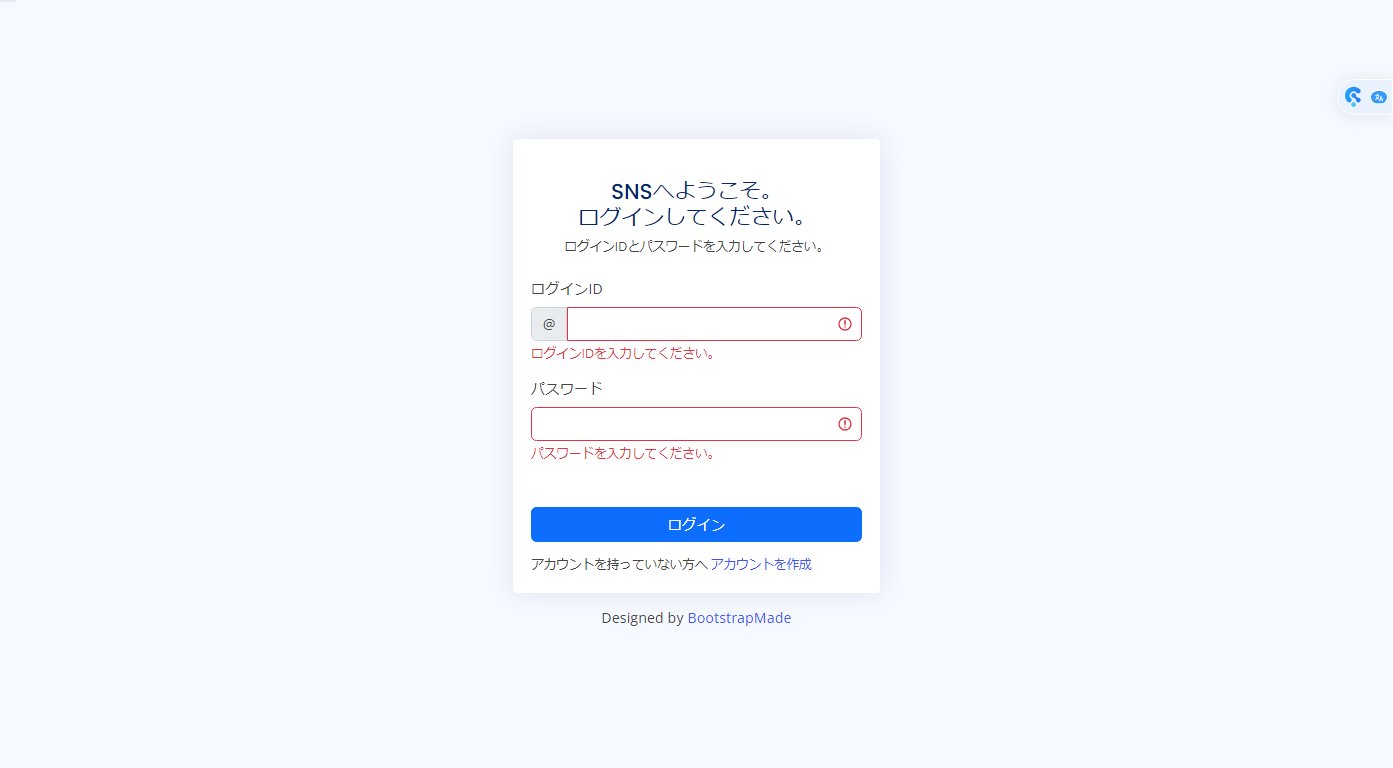 SNSへようこそ。
ログインしてください。
ログインIDとパスワードを入力してください。
ログインID
@
ログインIDを入力してください。
パスワード
パスワードを入力してください。
ログイン
アカウントを持っていない方へ アカウントを作成
Designed by BootstrapMade